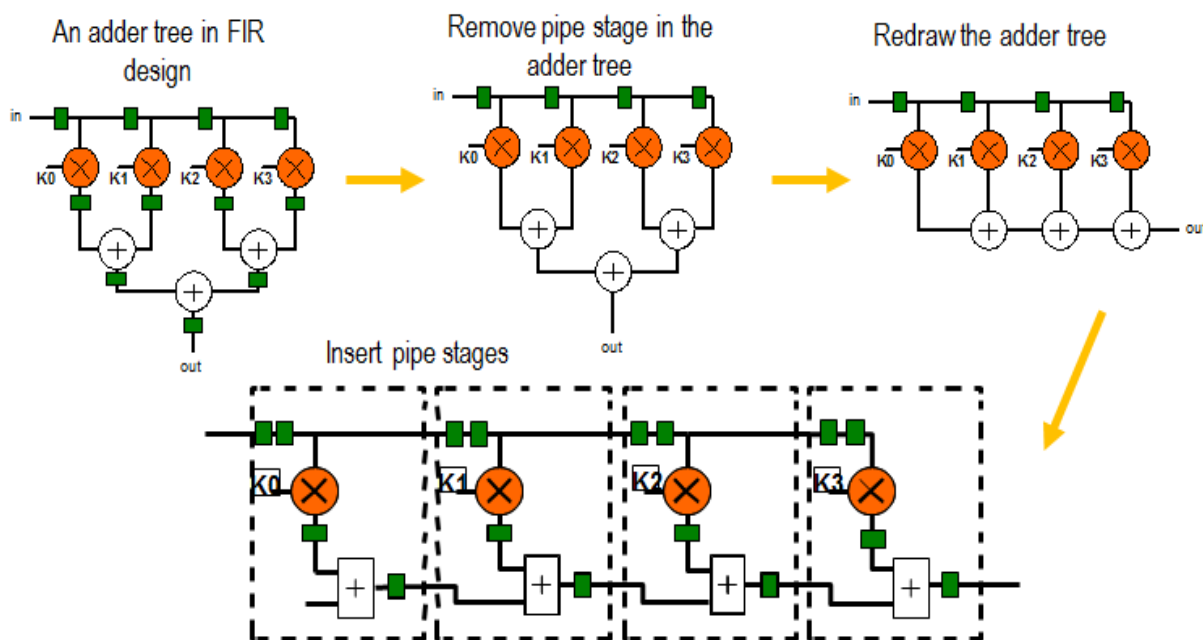 An adder tree in FIR
design
Remove pipe stage in the
adder tree
Redraw the adder tree
in
K0
K1
K2
K3
+
+
+
out
in
K0
K1
K2
K3
+
+
+
out
in
K0
K1
K2
K3
+
+
+
out
Insert pipe stages
K0
K1
K2
K3
+
+
+
+